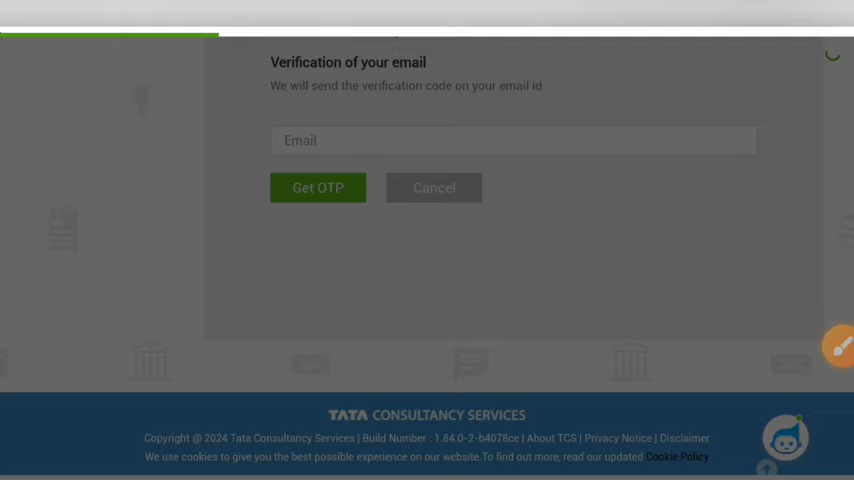 Verification of your email
We will send the verification code on your email id
Email
Get OTP
Cancel
TATA CONSULTANCY SERVICES
Copyright @ 2024 Tata Consultancy Services | Build Number : 1.84.0-2-b4078ce | About TCS | Privacy Notice | Disclaimer
We use cookies to give you the best possible experience on our website.To find out more, read our updated Cookie Policy